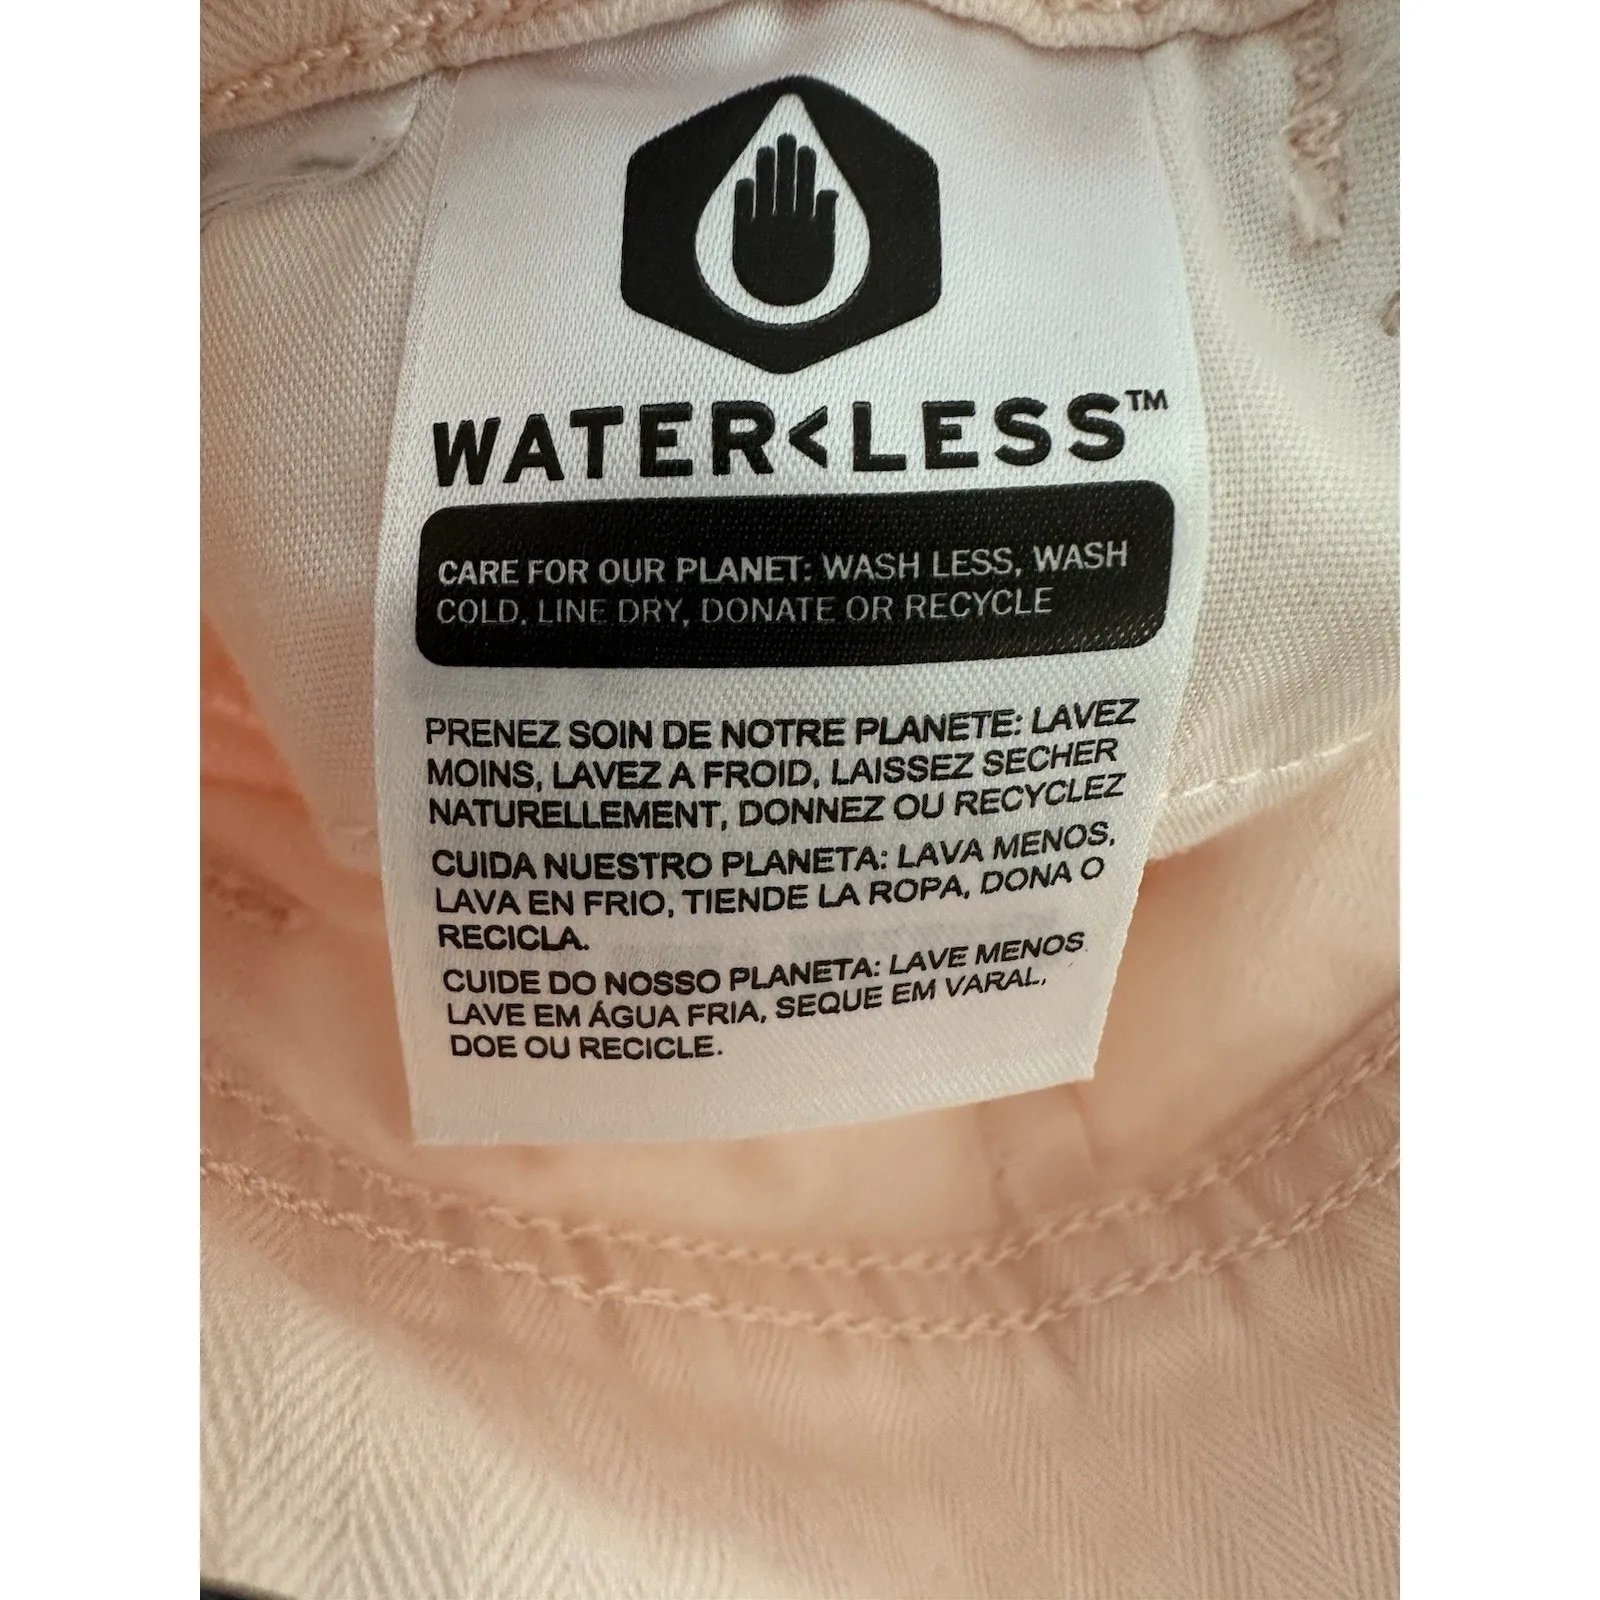 WATER<LESS™
CARE FOR OUR PLANET: WASH LESS, WASH
COLD, LINE DRY, DONATE OR RECYCLE
PRENEZ SOIN DE NOTRE PLANETE: LAVEZ
MOINS, LAVEZ A FROID, LAISSEZ SECHER
NATURELLEMENT, DONNEZ OU RECYCLEZ
CUIDA NUESTRO PLANETA: LAVA MENOS,
LAVA EN FRIO, TIENDE LA ROPA, DONA O
RECICLA.
CUIDE DO NOSSO PLANETA: LAVE MENOS
LAVE EM ÁGUA FRIA, SEQUE EM VARAL,
DOE OU RECICLE.